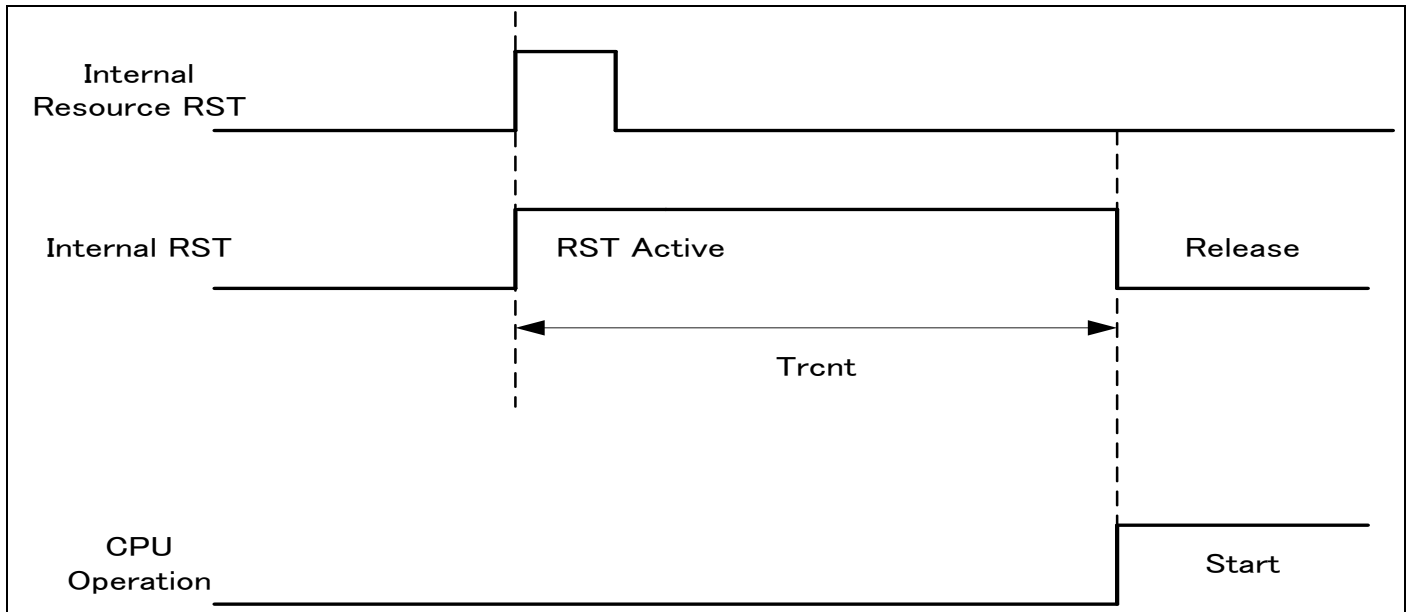 Internal
Resource RST
Internal RST
RST Active
Release
Trcnt
CPU
Operation
Start